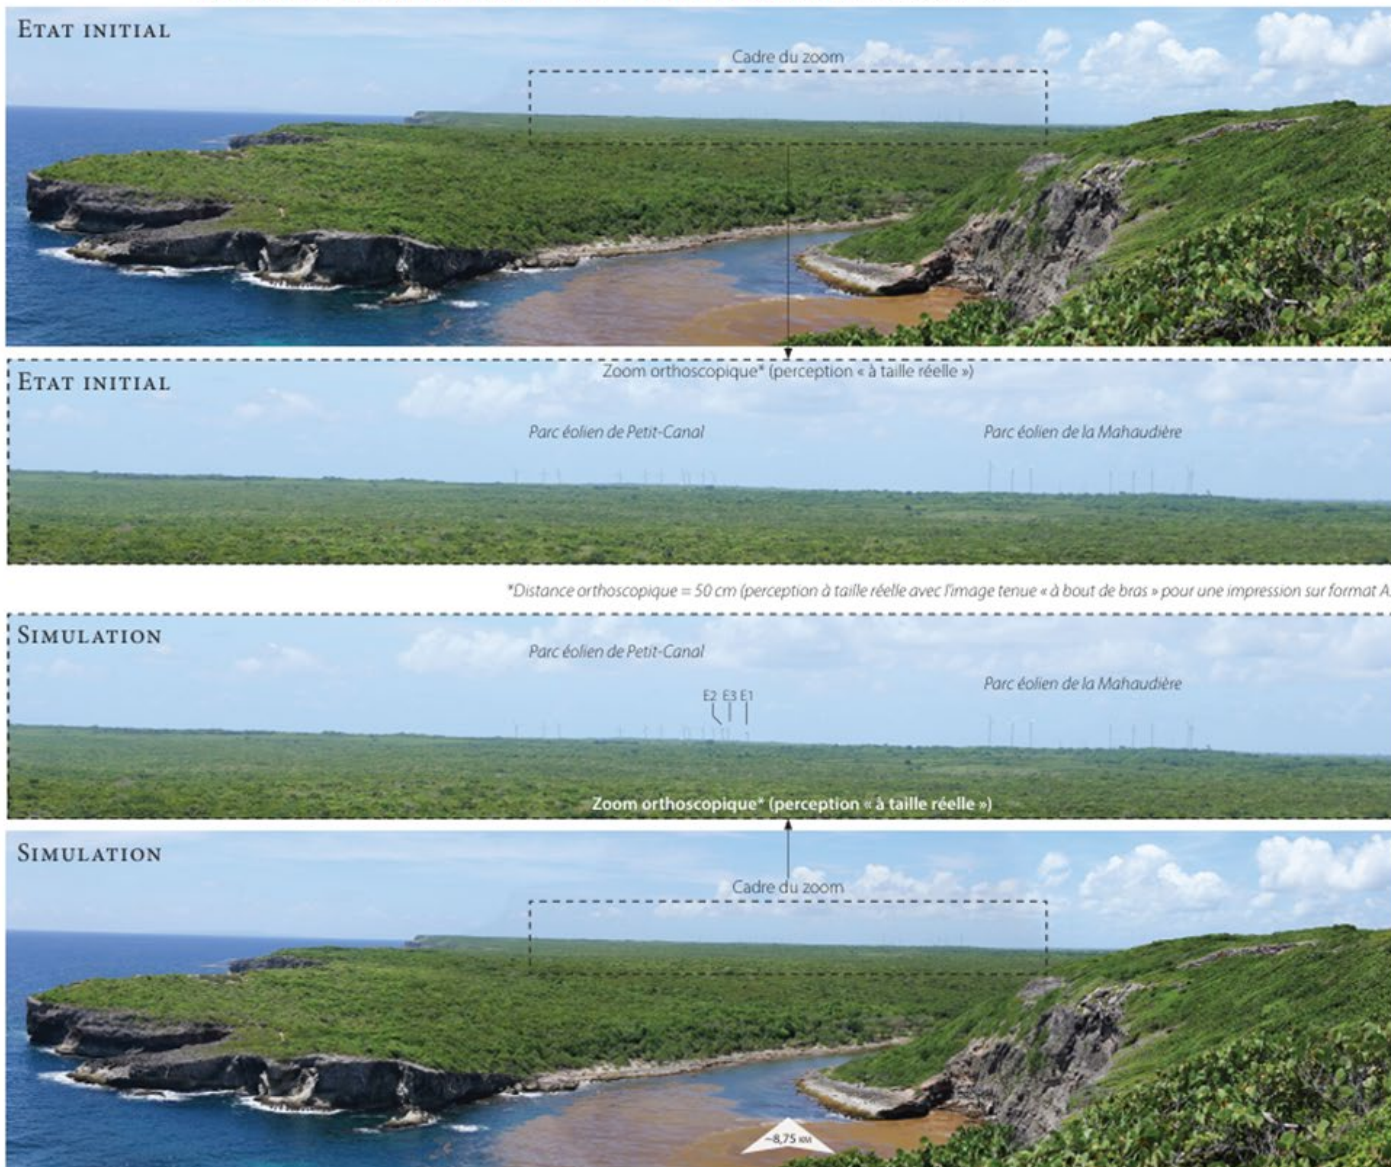 ETAT INITIAL
Cadre du zoom
ETAT INITIAL
Zoom orthoscopique* (perception « à taille réelle »)
Parc éolien de Petit-Canal
Parc éolien de la Mahaudière
*Distance orthoscopique = 50 cm (perception à taille réelle avec l'image tenue « à bout de bras » pour une impression sur format
SIMULATION
Parc éolien de Petit-Canal
Parc éolien de la Mahaudière
E2 E3 E1
Zoom orthoscopique* (perception « à taille réelle »)
SIMULATION
Cadre du zoom
~8,75 KM